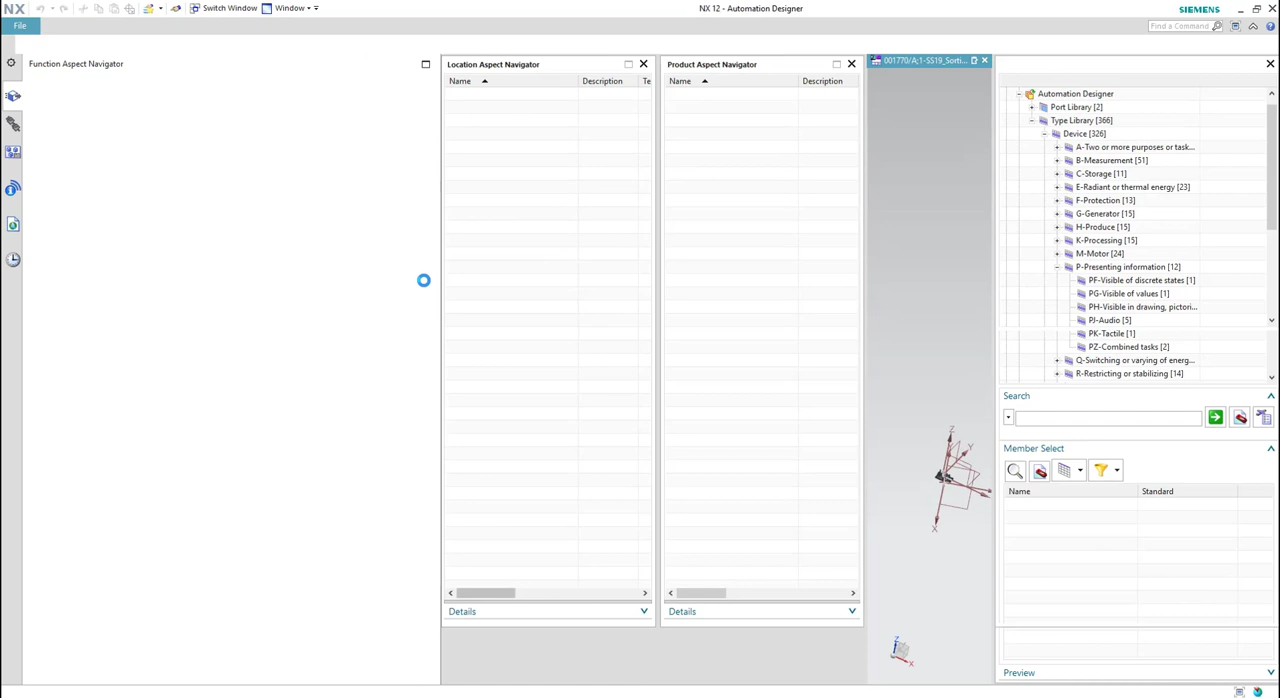 NX
Switch Window
Window
NX 12 - Automation Designer
SIEMENS
File
Find a Command
Function Aspect Navigator
Location Aspect Navigator
Name
Description
Te
Details
Product Aspect Navigator
Name
Description
Details
001770/A;1-SS19_Sorti...
Z
Y
X
Z
X
Automation Designer
Port Library [2]
Type Library [366]
Device [326]
A-Two or more purposes or task...
B-Measurement [51]
C-Storage [11]
E-Radiant or thermal energy [23]
F-Protection [13]
G-Generator [15]
H-Produce [15]
K-Processing [15]
M-Motor [24]
P-Presenting information [12]
PF-Visible of discrete states [1]
PG-Visible of values [1]
PH-Visible in drawing, pictori...
PJ-Audio [5]
PK-Tactile [1]
PZ-Combined tasks [2]
Q-Switching or varying of energ...
R-Restricting or stabilizing [14]
Search
Member Select
Name
Standard
Preview